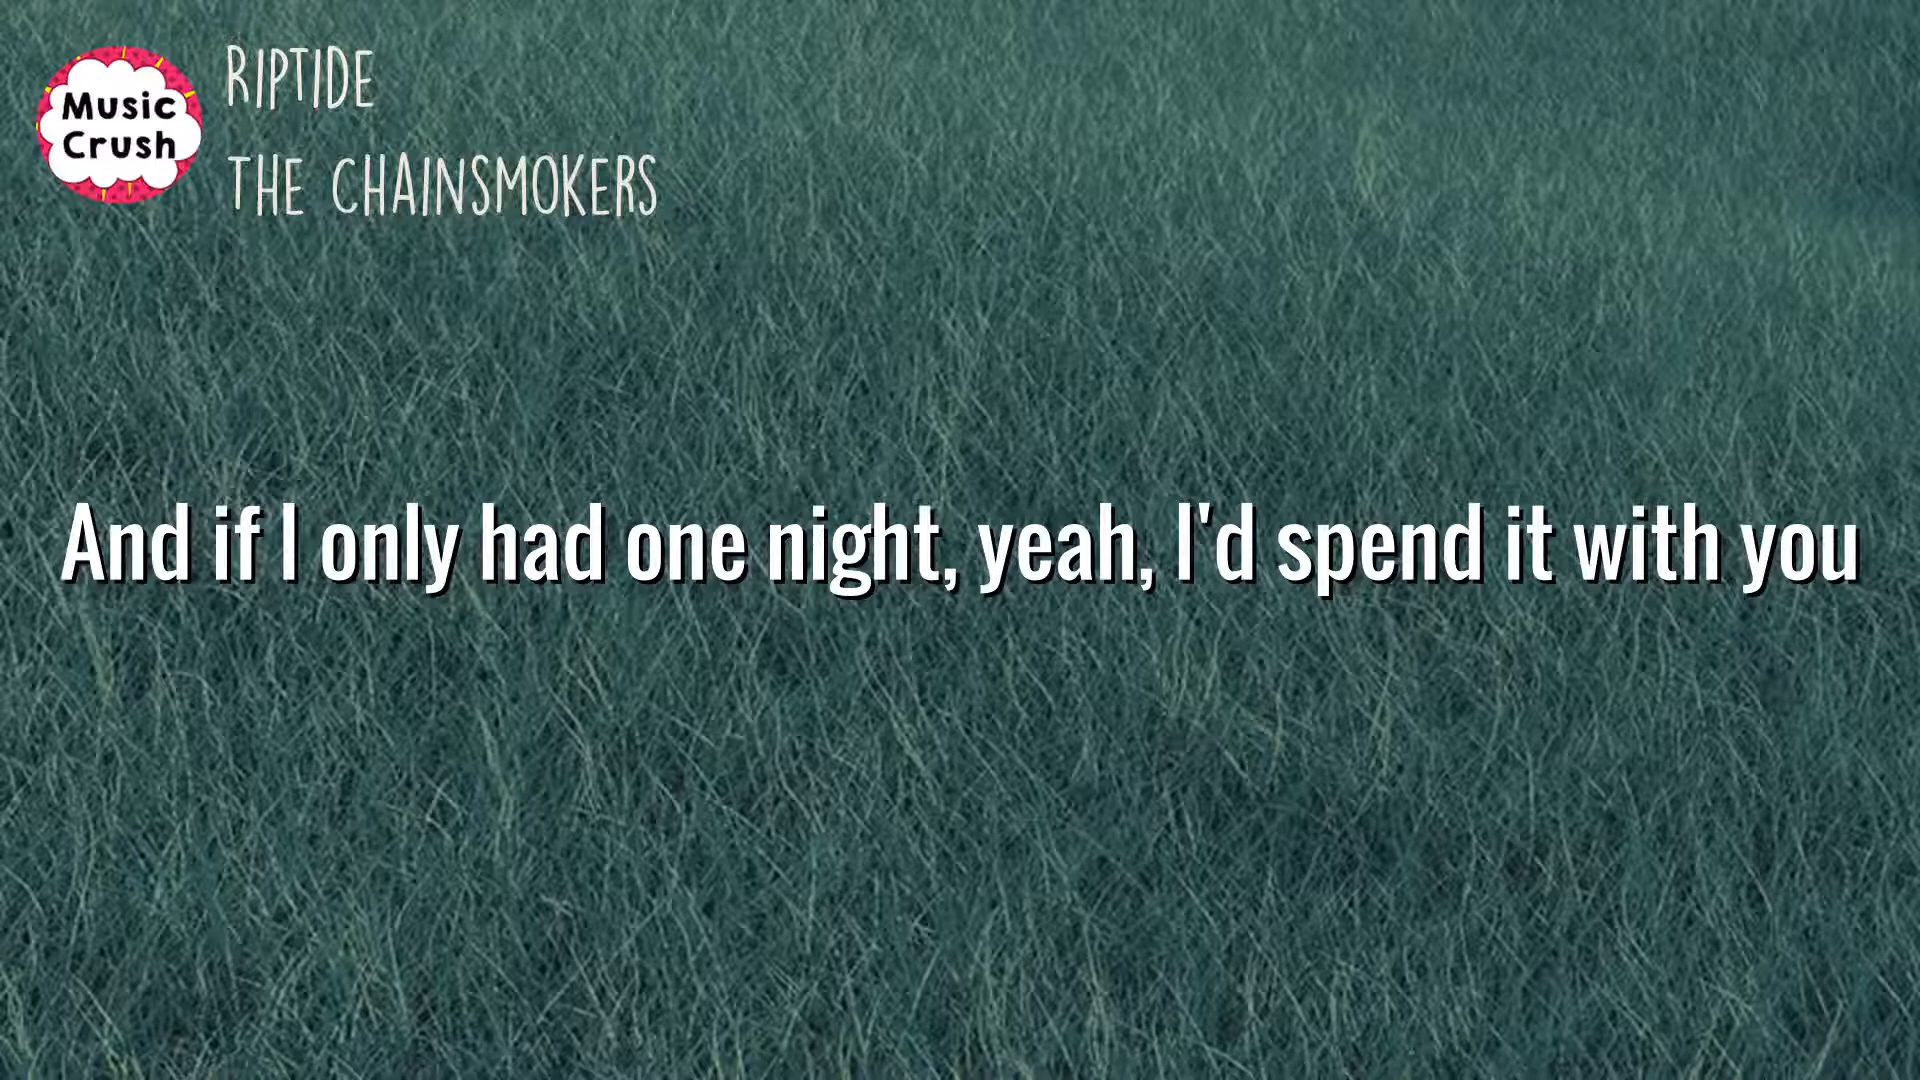 Music
Crush
RIPTIDE
THE CHAINSMOKERS
And if I only had one night, yeah, I'd spend it with you